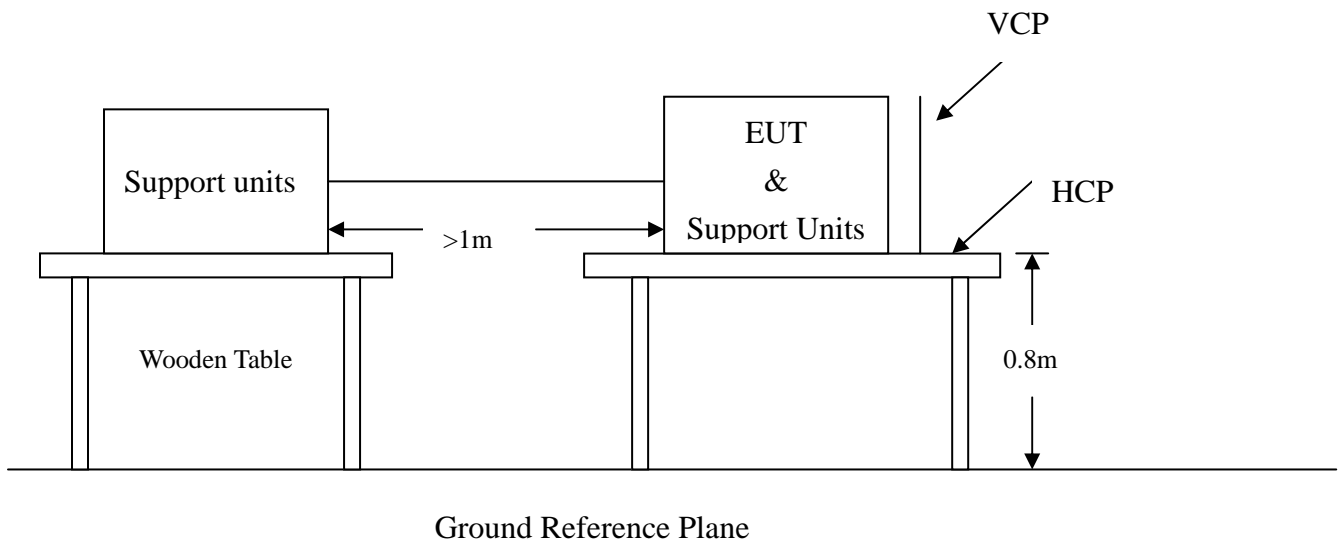 VCP
EUT
&
Support Units
Support units
HCP
>1m
Wooden Table
0.8m
Ground Reference Plane